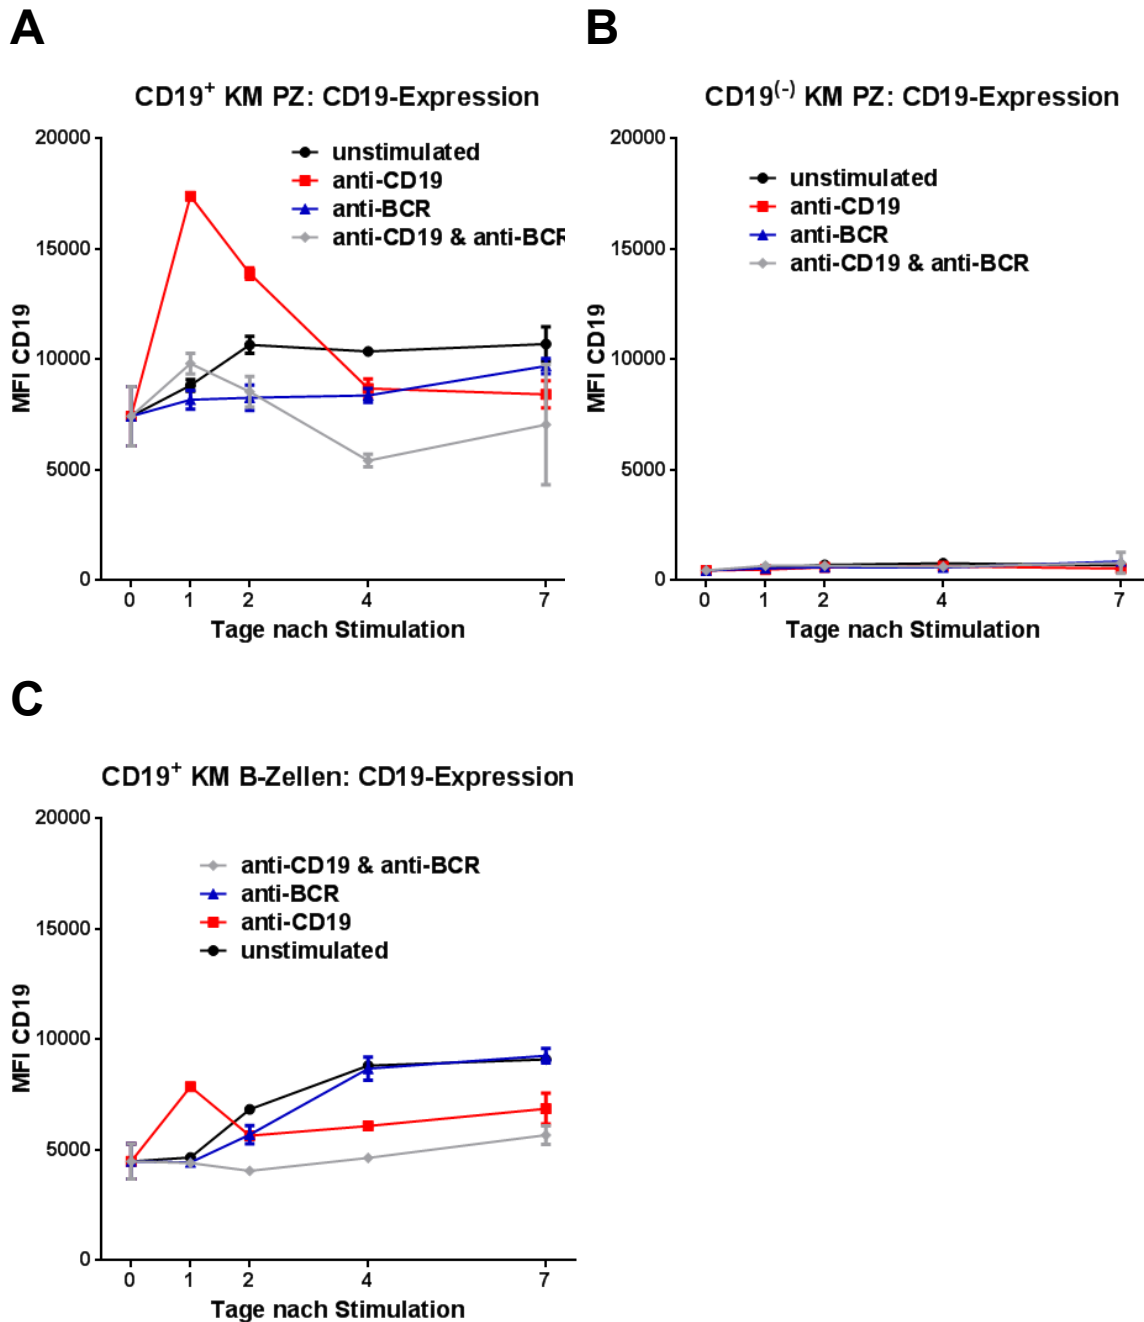 A
CD19⁺ KM PZ: CD19-Expression
20000
15000
10000
5000
0
MFI CD19
unstimulated
anti-CD19
anti-BCR
anti-CD19 & anti-BCR
0 1 2 4 7
Tage nach Stimulation
B
CD19⁽⁻⁾ KM PZ: CD19-Expression
20000
15000
10000
5000
0
MFI CD19
unstimulated
anti-CD19
anti-BCR
anti-CD19 & anti-BCR
0 1 2 4 7
Tage nach Stimulation
C
CD19⁺ KM B-Zellen: CD19-Expression
20000
15000
10000
5000
0
MFI CD19
anti-CD19 & anti-BCR
anti-BCR
anti-CD19
unstimulated
0 1 2 4 7
Tage nach Stimulation